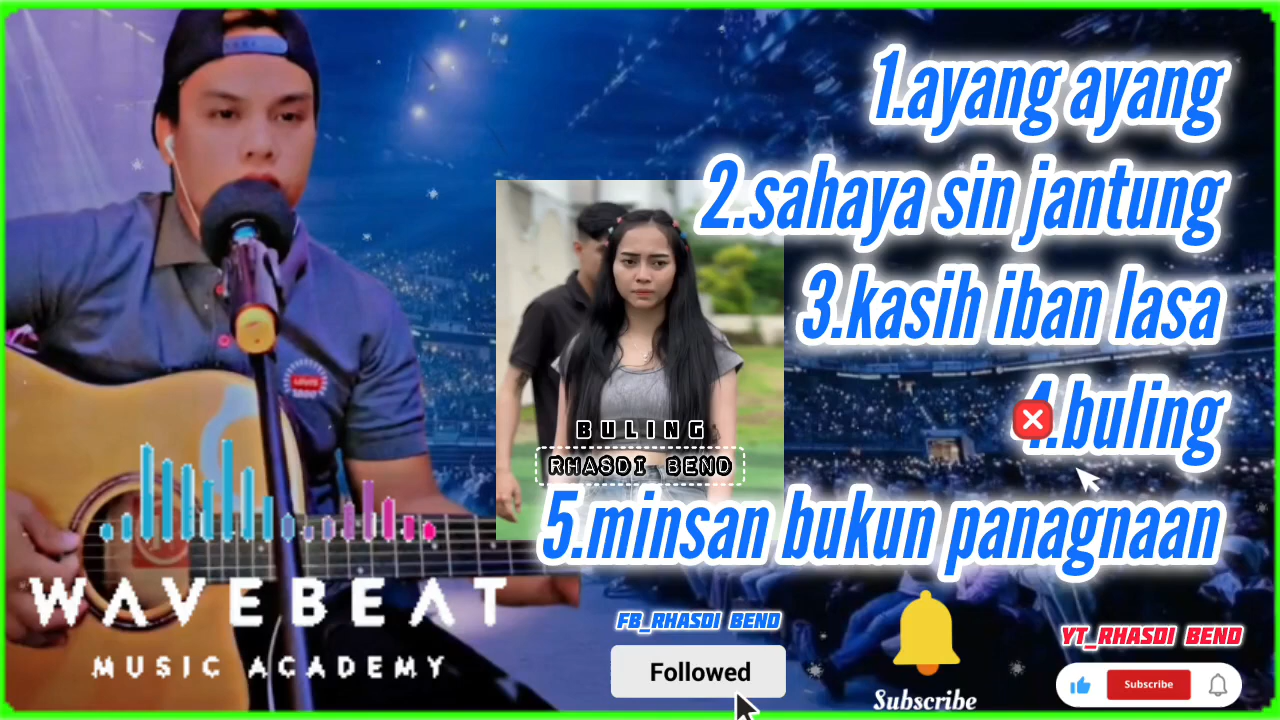 1.ayang ayang
2.sahaya sin jantung
3.kasih iban lasa
4.buling
5.minsan bukun panagnaan
BULING
RHASDI BEND
WAVEBEAT
MUSIC ACADEMY
FB_RHASDI BEND
Followed
Subscribe
YT_RHASDI BEND
Subscribe